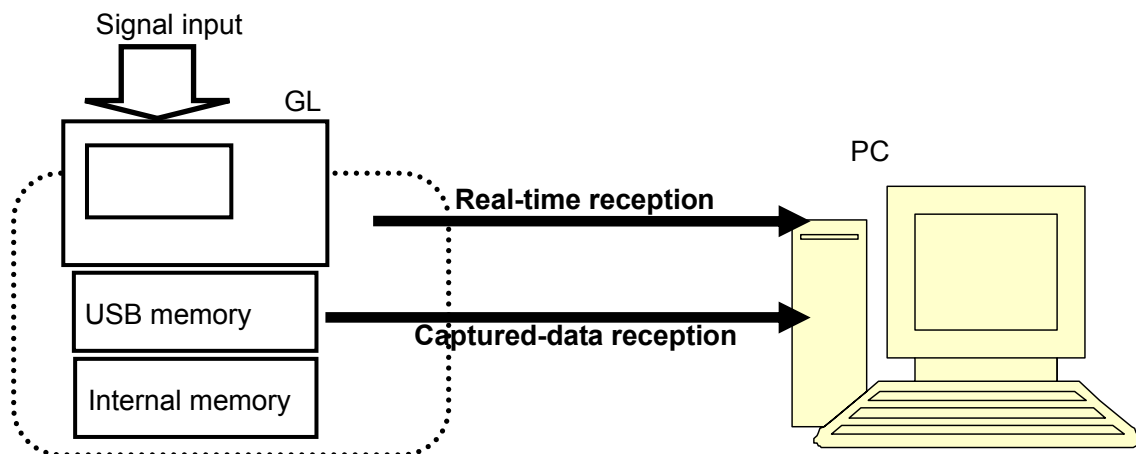 Signal input
GL
PC
Real-time reception
USB memory
Captured-data reception
Internal memory